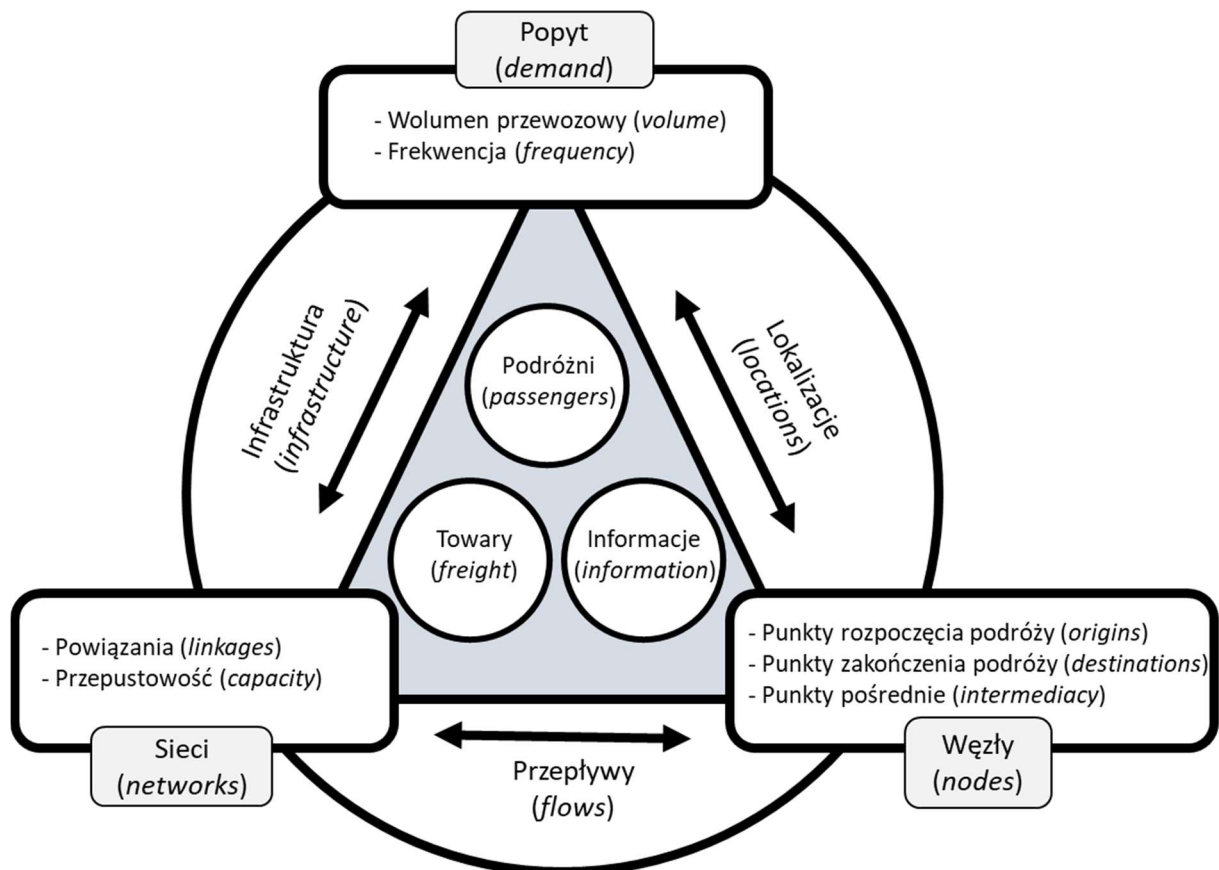 Popyt
(demand)
- Wolumen przewozowy (volume)
- Frekwencja (frequency)
Infrastruktura
(infrastructure)
Lokalizacje
(locations)
Podróżni
(passengers)
Towary
(freight)
Informacje
(information)
- Powiązania (linkages)
- Przepustowość (capacity)
Sieci
(networks)
- Punkty rozpoczęcia podróży (origins)
- Punkty zakończenia podróży (destinations)
- Punkty pośrednie (intermediacy)
Węzły
(nodes)
Przepływy
(flows)